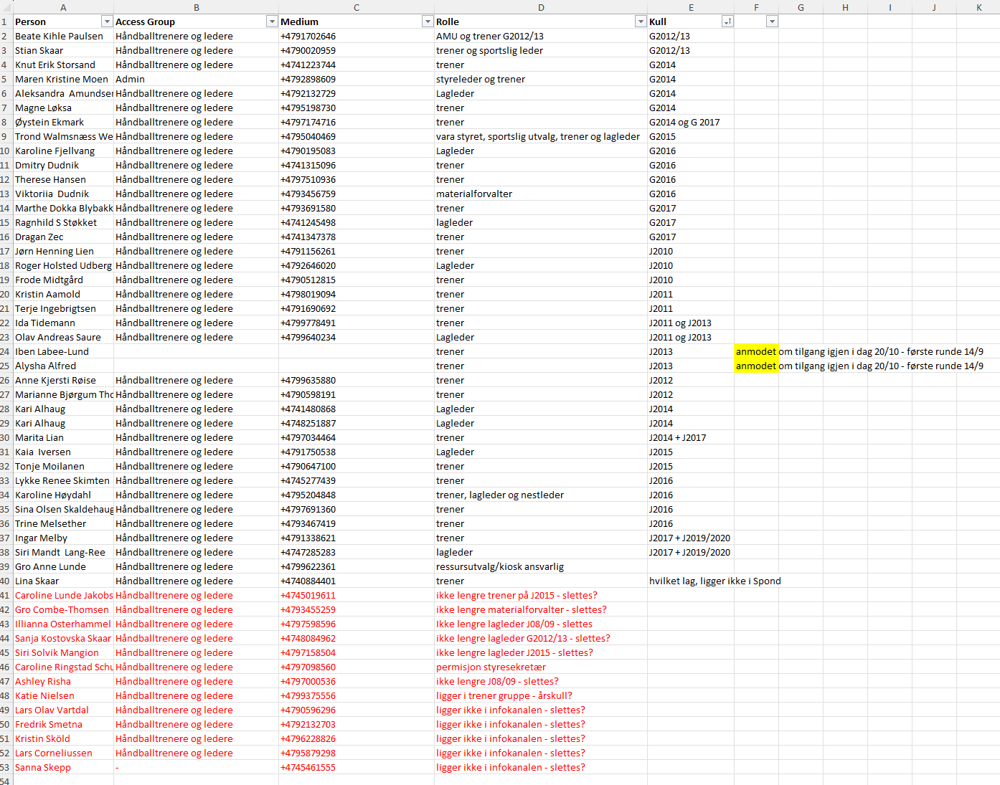 A B C D E F G H I J K
1 Person Access Group Medium Rolle Kull
2 Beate Kihle Paulsen Håndballtrenere og ledere +4791702646 AMU og trener G2012/13 G2012/13
3 Stian Skaar Håndballtrenere og ledere +4790020959 trener og sportslig leder G2012/13
4 Knut Erik Storsand Håndballtrenere og ledere +4741223744 trener G2014
5 Maren Kristine Moen Admin +4792898609 styreleder og trener G2014
6 Aleksandra Amundsen Håndballtrenere og ledere +4792132729 Lagleder G2014
7 Magne Løksa Håndballtrenere og ledere +4795198730 trener G2014
8 Øystein Ekmark Håndballtrenere og ledere +4797174716 trener G2014 og G 2017
9 Trond Walmsnæss We Håndballtrenere og ledere +4795040469 vara styret, sportslig utvalg, trener og lagleder G2015
10 Karoline Fjellvang Håndballtrenere og ledere +4790195083 Lagleder G2016
11 Dmitry Dudnik Håndballtrenere og ledere +4741315096 trener G2016
12 Therese Hansen Håndballtrenere og ledere +4797510936 trener G2016
13 Viktoriia Dudnik Håndballtrenere og ledere +4793456759 materialforvalter G2016
14 Marthe Dokka Blybakk Håndballtrenere og ledere +4793691580 trener G2017
15 Ragnhild S Støkket Håndballtrenere og ledere +4741245498 lagleder G2017
16 Dragan Zec Håndballtrenere og ledere +4741347378 trener G2017
17 Jørn Henning Lien Håndballtrenere og ledere +4791156261 trener J2010
18 Roger Holsted Udberg Håndballtrenere og ledere +4792646020 Lagleder J2010
19 Frode Midtgård Håndballtrenere og ledere +4790512815 trener J2010
20 Kristin Aamold Håndballtrenere og ledere +4798019094 trener J2011
21 Terje Ingebrigtsen Håndballtrenere og ledere +4791690692 trener J2011
22 Ida Tidemann Håndballtrenere og ledere +4799778491 trener J2011 og J2013
23 Olav Andreas Saure Håndballtrenere og ledere +4799640234 Lagleder J2011 og J2013
24 Iben Labee-Lund trener J2013 anmodet om tilgang igjen i dag 20/10 - første runde 14/9
25 Alysha Alfred trener J2013 anmodet om tilgang igjen i dag 20/10 - første runde 14/9
26 Anne Kjersti Røise Håndballtrenere og ledere +4799635880 trener J2012
27 Marianne Bjørgum Tho Håndballtrenere og ledere +4790598191 trener J2012
28 Kari Alhaug Håndballtrenere og ledere +4741480868 Lagleder J2014
29 Kari Alhaug Håndballtrenere og ledere +4748251887 Lagleder J2014
30 Marita Lian Håndballtrenere og ledere +4797034464 trener J2014 + J2017
31 Kaia Iversen Håndballtrenere og ledere +4791750538 Lagleder J2015
32 Tonje Moilanen Håndballtrenere og ledere +4790647100 trener J2015
33 Lykke Renee Skimten Håndballtrenere og ledere +4745277439 trener J2016
34 Karoline Høydahl Håndballtrenere og ledere +4795204848 trener, lagleder og nestleder J2016
35 Sina Olsen Skaldehaug Håndballtrenere og ledere +4797691360 trener J2016
36 Trine Melsether Håndballtrenere og ledere +4793467419 trener J2016
37 Ingar Melby Håndballtrenere og ledere +4791338621 trener J2017 + J2019/2020
38 Siri Mandt Lang-Ree Håndballtrenere og ledere +4747285283 lagleder J2017 + J2019/2020
39 Gro Anne Lunde Håndballtrenere og ledere +4799622361 ressursutvalg/kiosk ansvarlig
40 Lina Skaar Håndballtrenere og ledere +4740884401 trener hvilket lag, ligger ikke i Spond
41 Caroline Lunde Jakobs Håndballtrenere og ledere +4745019611 ikke lengre trener på J2015 - slettes?
42 Gro Combe-Thomsen Håndballtrenere og ledere +4793455259 ikke lengre materialforvalter - slettes?
43 Illianna Osterhammel Håndballtrenere og ledere +4797598596 ikke lengre lagleder J08/09 - slettes
44 Sanja Kostovska Skaar Håndballtrenere og ledere +4748084962 ikke lengre lagleder G2012/13 - slettes?
45 Siri Solvik Mangion Håndballtrenere og ledere +4797158504 ikke lengre lagleder J2015 - slettes?
46 Caroline Ringstad Schu Håndballtrenere og ledere +4797098560 permisjon styresekretær
47 Ashley Risha Håndballtrenere og ledere +4797000536 ikke lengre J08/09 - slettes?
48 Katie Nielsen Håndballtrenere og ledere +4799375556 ligger i trener gruppe - årskull?
49 Lars Olav Vartdal Håndballtrenere og ledere +4790596296 ligger ikke i infokanalen - slettes?
50 Fredrik Smetna Håndballtrenere og ledere +4792132703 ligger ikke i infokanalen - slettes?
51 Kristin Sköld Håndballtrenere og ledere +4796228826 ligger ikke i infokanalen - slettes?
52 Lars Corneliussen Håndballtrenere og ledere +4795879298 ligger ikke i infokanalen - slettes?
53 Sanna Skepp - +4745461555 ligger ikke i infokanalen - slettes?
54